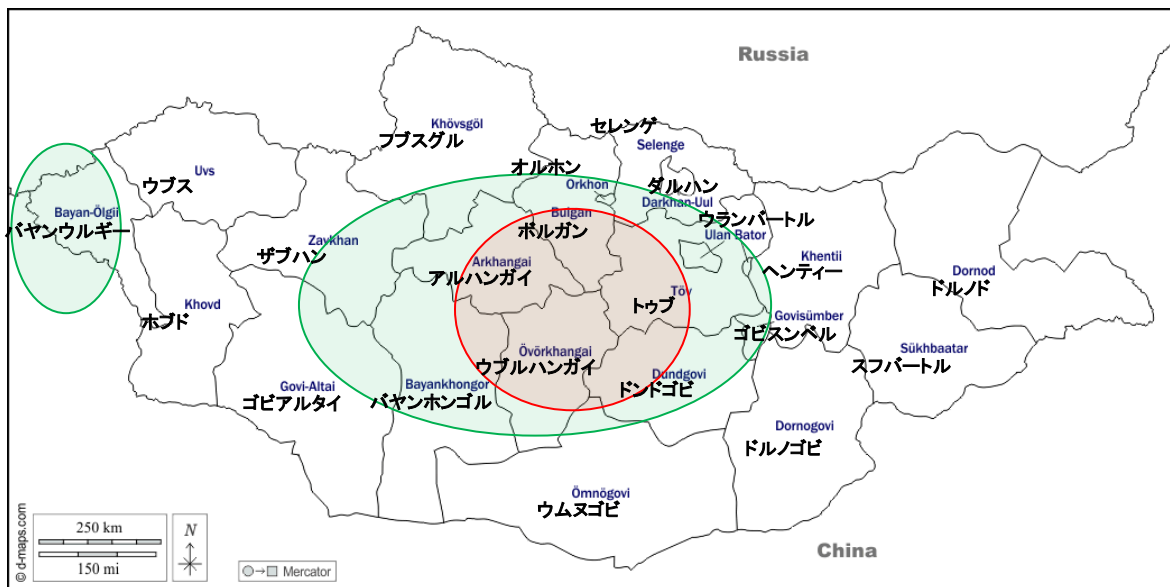 Russia
Khövsgöl
フブスグル
セレンゲ
Selenge
Uvs
ウブス
オルホン
Orkhon
ダルハン
Darkhan-Uul
Bayan-Ölgii
バヤンウルギー
Bulgan
ボルガン
ウランバートル
Ulan Bator
Zavkhan
ザブハン
Arkhangai
アルハンガイ
Khentii
ヘンティー
Dornod
ドルノド
Khovd
ホブド
Töv
トゥブ
Govisümber
ゴビスンベル
Sükhbaatar
スフバートル
Övörkhangai
ウブルハンガイ
Dundgovi
ドンドゴビ
Govi-Altai
ゴビアルタイ
Bayankhongor
バヤンホンゴル
Dornogovi
ドルノゴビ
Ömnögovi
ウムヌゴビ
China
250 km
150 mi
N
Mercator
© d-maps.com